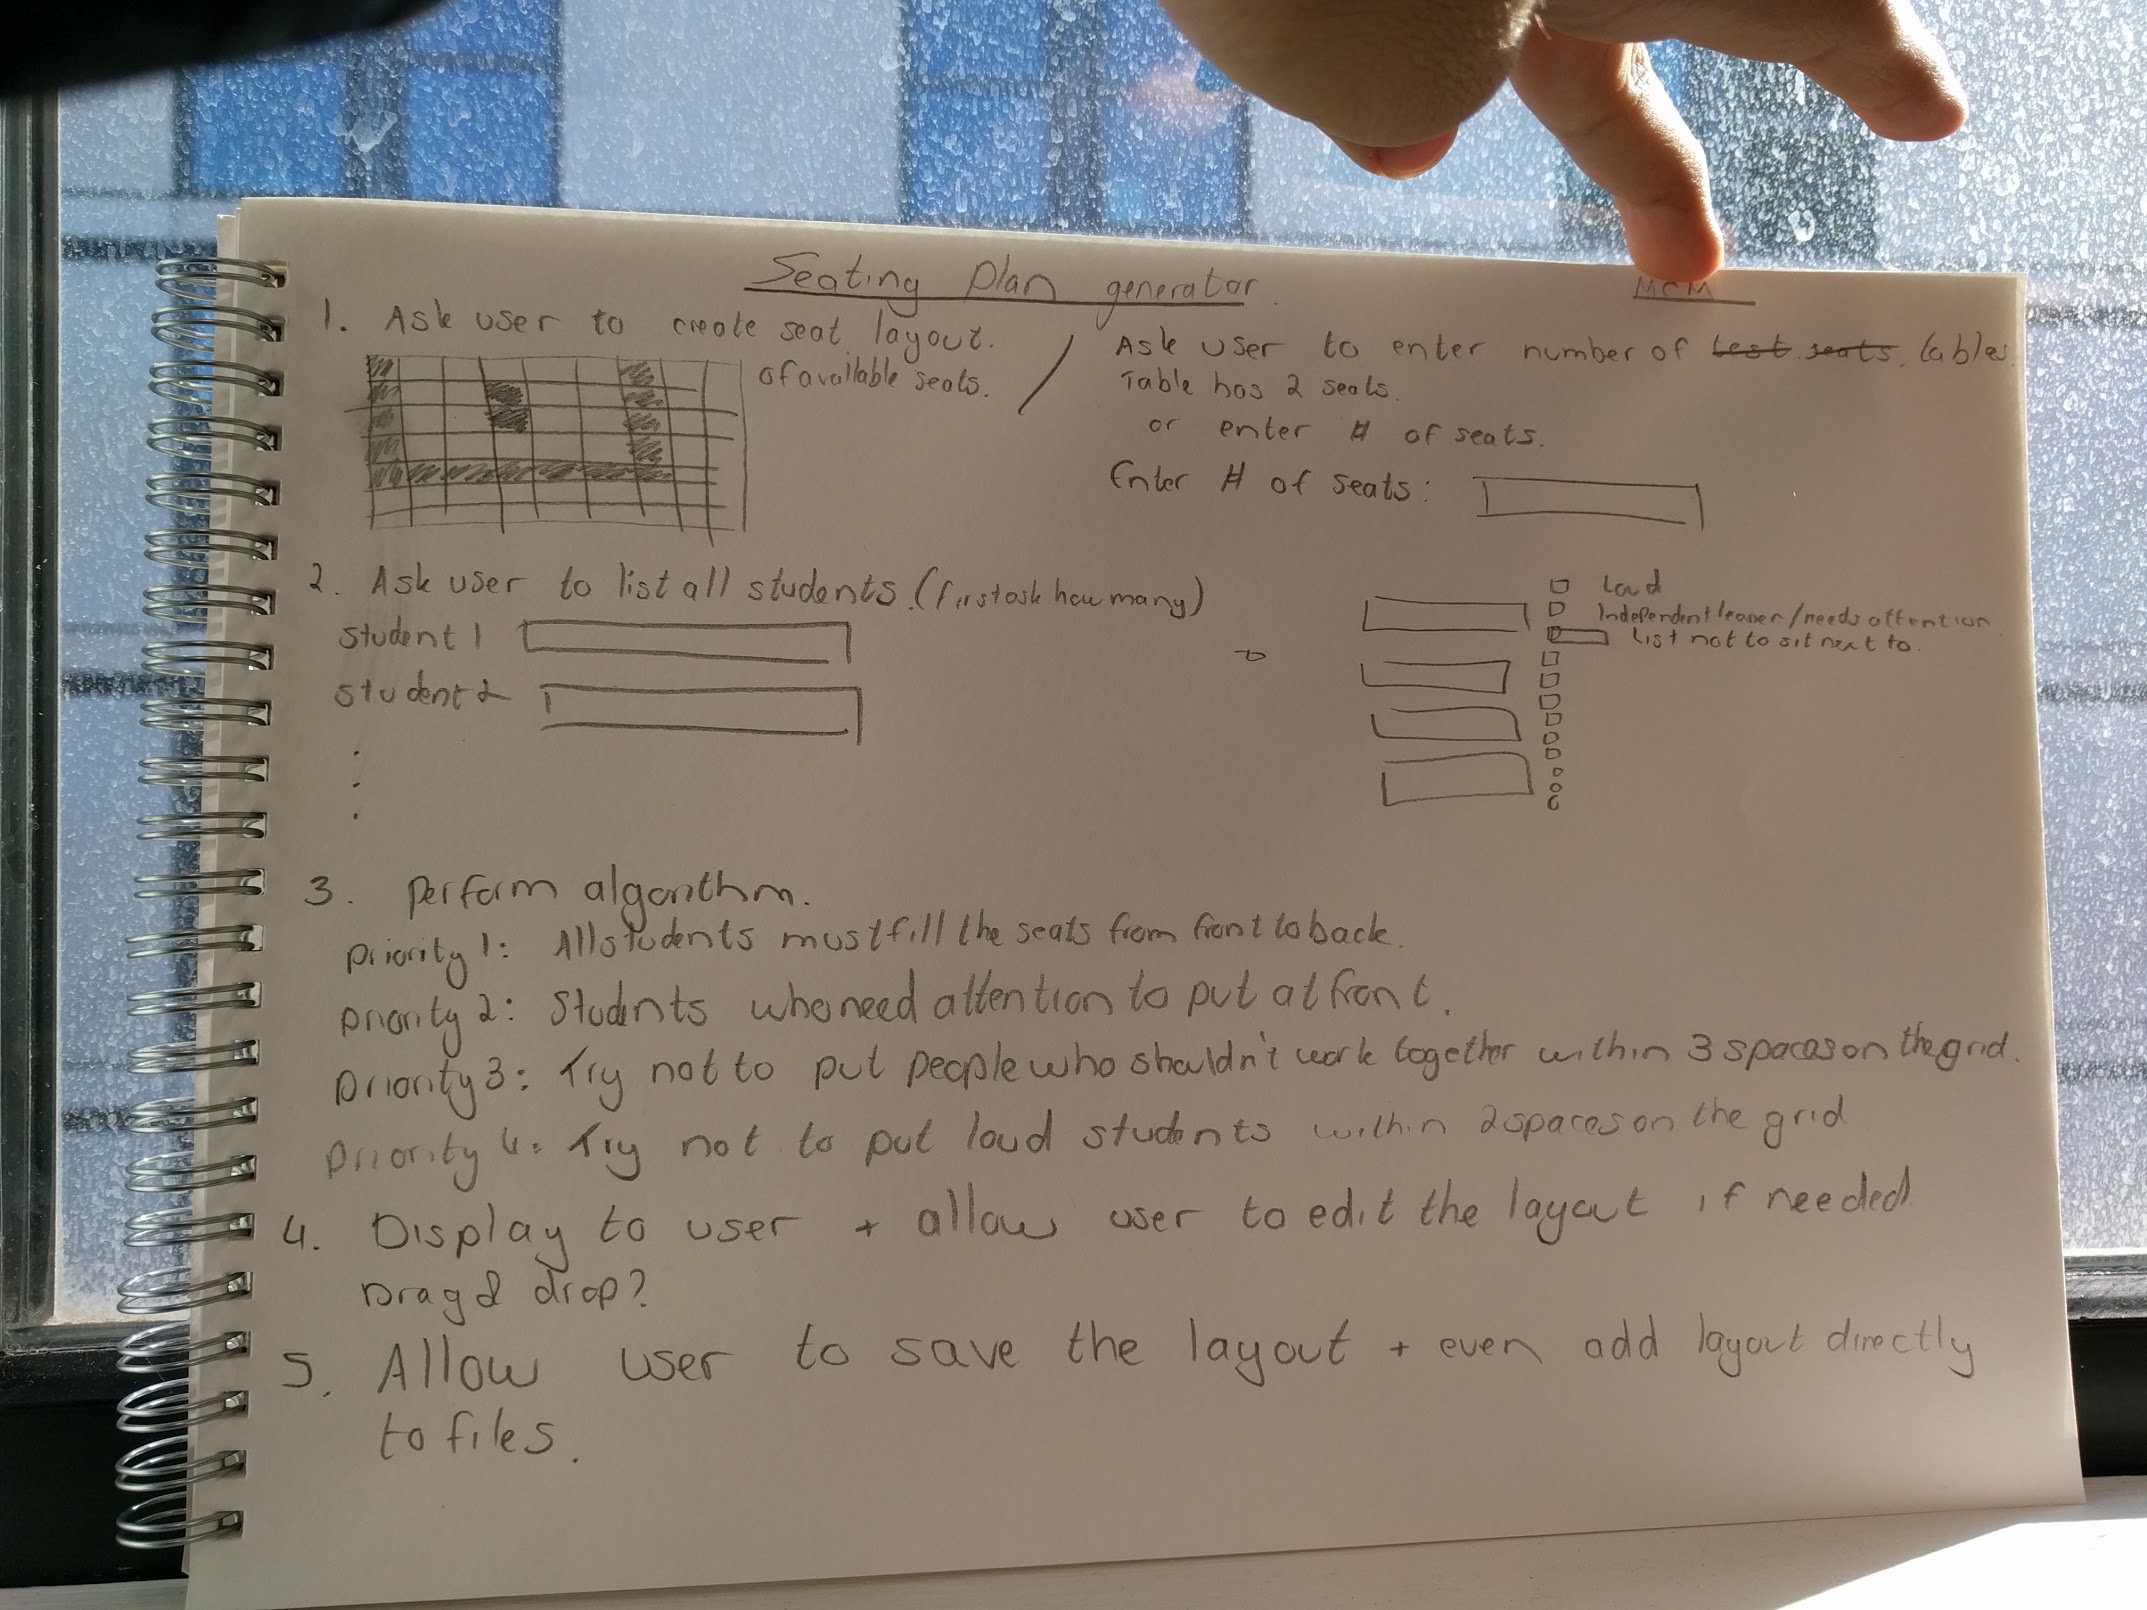 Seating plan generator.
MCM
1. Ask user to create seat layout.
of available seats.
/ Ask user to enter number of test seats. tables.
Table has 2 seats.
or enter # of seats.
Enter # of seats:
2. Ask user to list all students. (first ask how many)
student 1
student 2
Loud
Independent leaner/needs attention
List not to sit next to.
3. Perform algorithm.
Priority 1: All students must fill the seats from front to back.
Priority 2: Students who need attention to put at front.
Priority 3: Try not to put people who shouldn't work together within 3 spaces on the grid.
Priority 4: Try not to put loud students within 2 spaces on the grid
4. Display to user + allow user to edit the layout if needed.
Drag & drop?
5. Allow user to save the layout + even add layout directly
to files.